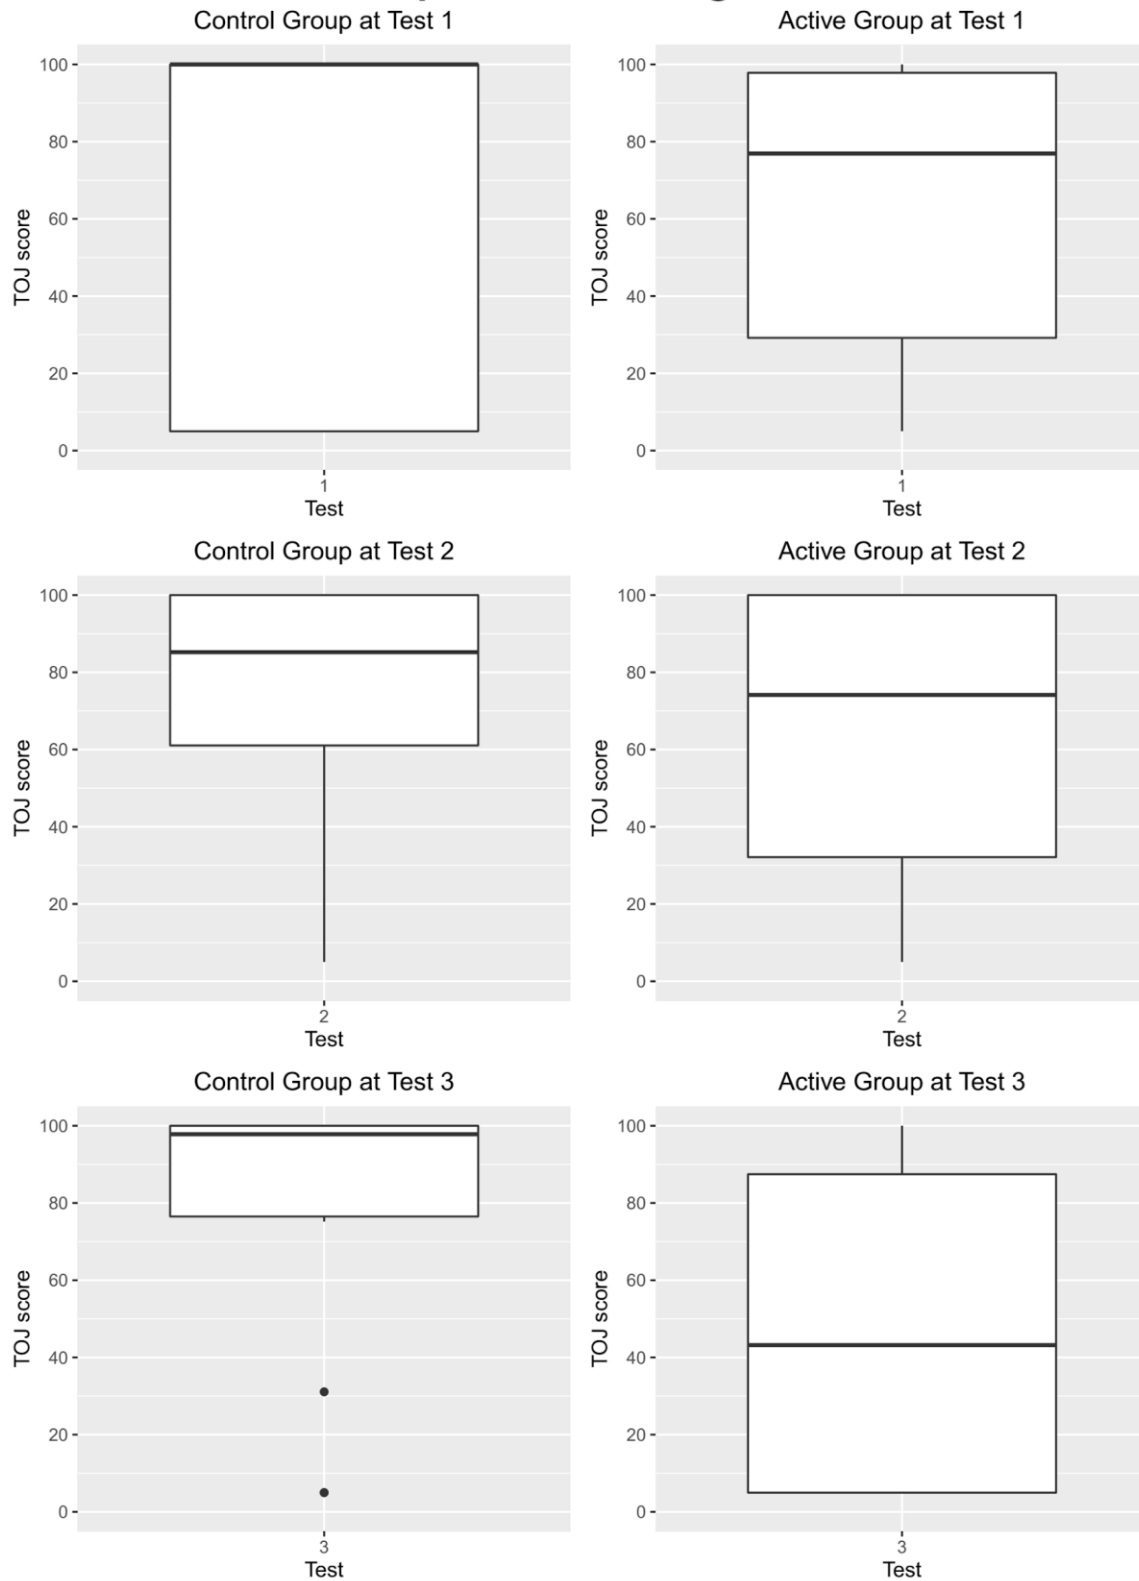 Control Group at Test 1
Active Group at Test 1
TOJ score
100
80
60
40
20
0
1
Test
TOJ score
100
80
60
40
20
0
1
Test
Control Group at Test 2
Active Group at Test 2
TOJ score
100
80
60
40
20
0
2
Test
TOJ score
100
80
60
40
20
0
2
Test
Control Group at Test 3
Active Group at Test 3
TOJ score
100
80
60
40
20
0
3
Test
TOJ score
100
80
60
40
20
0
3
Test